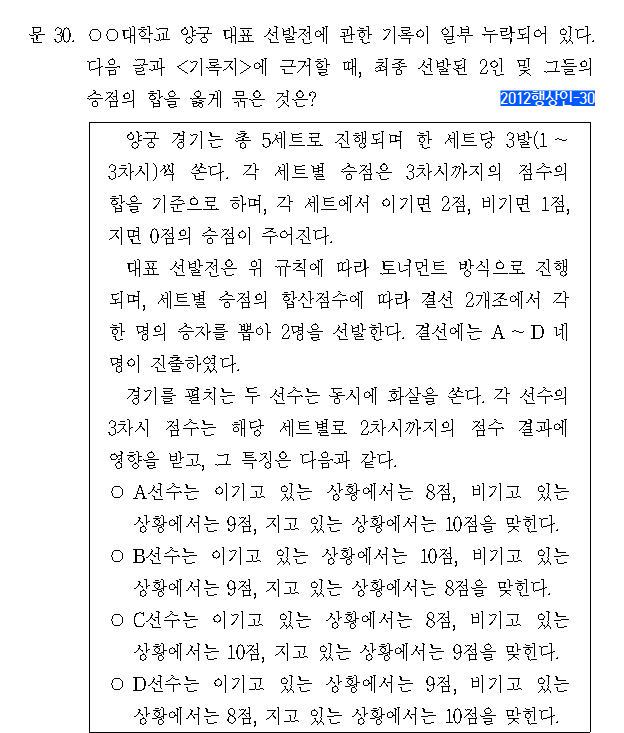 문 30. ○○대학교 양궁 대표 선발전에 관한 기록이 일부 누락되어 있다.
다음 글과 <기록지>에 근거할 때, 최종 선발된 2인 및 그들의
승점의 합을 옳게 묶은 것은?
2012행상인-30
양궁 경기는 총 5세트로 진행되며 한 세트당 3발(1 ~
3차시)씩 쏜다. 각 세트별 승점은 3차시까지의 점수의
합을 기준으로 하며, 각 세트에서 이기면 2점, 비기면 1점,
지면 0점의 승점이 주어진다.
대표 선발전은 위 규칙에 따라 토너먼트 방식으로 진행
되며, 세트별 승점의 합산점수에 따라 결선 2개조에서 각
한 명의 승자를 뽑아 2명을 선발한다. 결선에는 A ~ D 네
명이 진출하였다.
경기를 펼치는 두 선수는 동시에 화살을 쏜다. 각 선수의
3차시 점수는 해당 세트별로 2차시까지의 점수 결과에
영향을 받고, 그 특징은 다음과 같다.
○ A선수는 이기고 있는 상황에서는 8점, 비기고 있는
상황에서는 9점, 지고 있는 상황에서는 10점을 맞힌다.
○ B선수는 이기고 있는 상황에서는 10점, 비기고 있는
상황에서는 9점, 지고 있는 상황에서는 8점을 맞힌다.
○ C선수는 이기고 있는 상황에서는 8점, 비기고 있는
상황에서는 10점, 지고 있는 상황에서는 9점을 맞힌다.
○ D선수는 이기고 있는 상황에서는 9점, 비기고 있는
상황에서는 8점, 지고 있는 상황에서는 10점을 맞힌다.